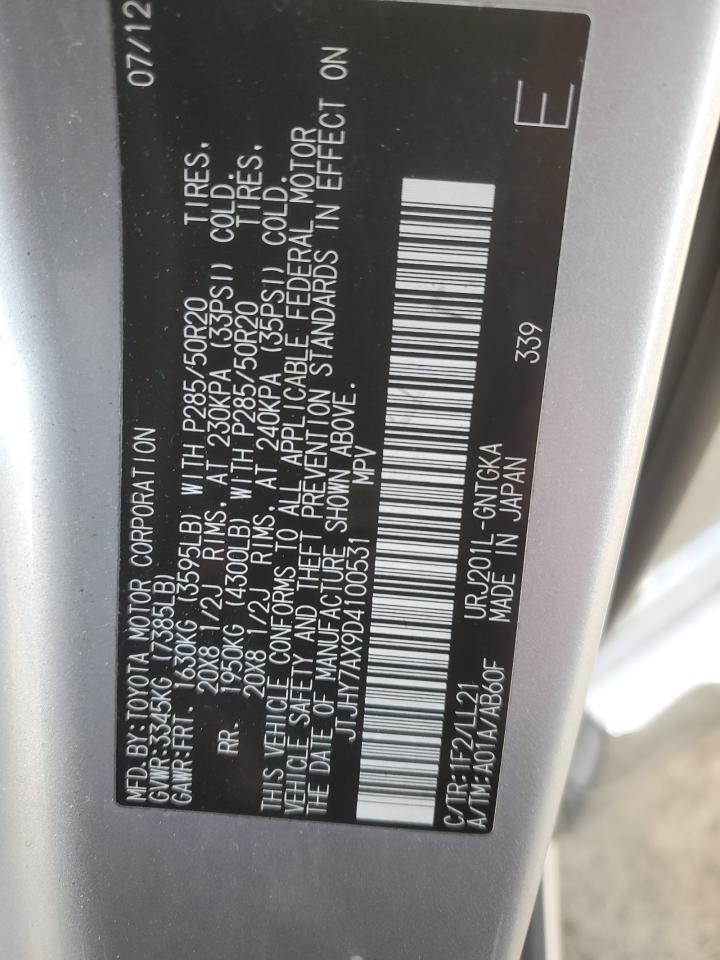 MFD.BY:TOYOTA MOTOR CORPORATION 07/12
GVWR:3345KG (7385LB)
GAWR:FRT. 1630KG (3595LB) WITH P285/50R20 TIRES,
20X8 1/2J RIMS, AT 230KPA (33PSI) COLD.
RR. 1950KG (4300LB) WITH P285/50R20 TIRES,
20X8 1/2J RIMS, AT 240KPA (35PSI) COLD.
THIS VEHICLE CONFORMS TO ALL APPLICABLE FEDERAL MOTOR
VEHICLE SAFETY AND THEFT PREVENTION STANDARDS IN EFFECT ON
THE DATE OF MANUFACTURE SHOWN ABOVE.
JTJHY7AX9D4100531 MPV
C/TR:1F2/LL21 URJ201L-GNTGKA
A/TM:A01A/AB60F MADE IN JAPAN 339
E